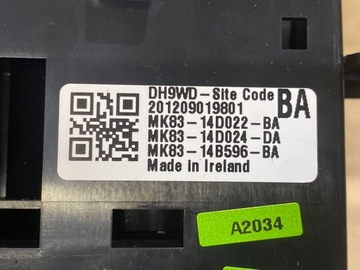 DH9WD-Site Code
BA
201209019801
MK83-14D022-BA
MK83-14D024-DA
MK83-14B596-BA
Made in Ireland
A2034